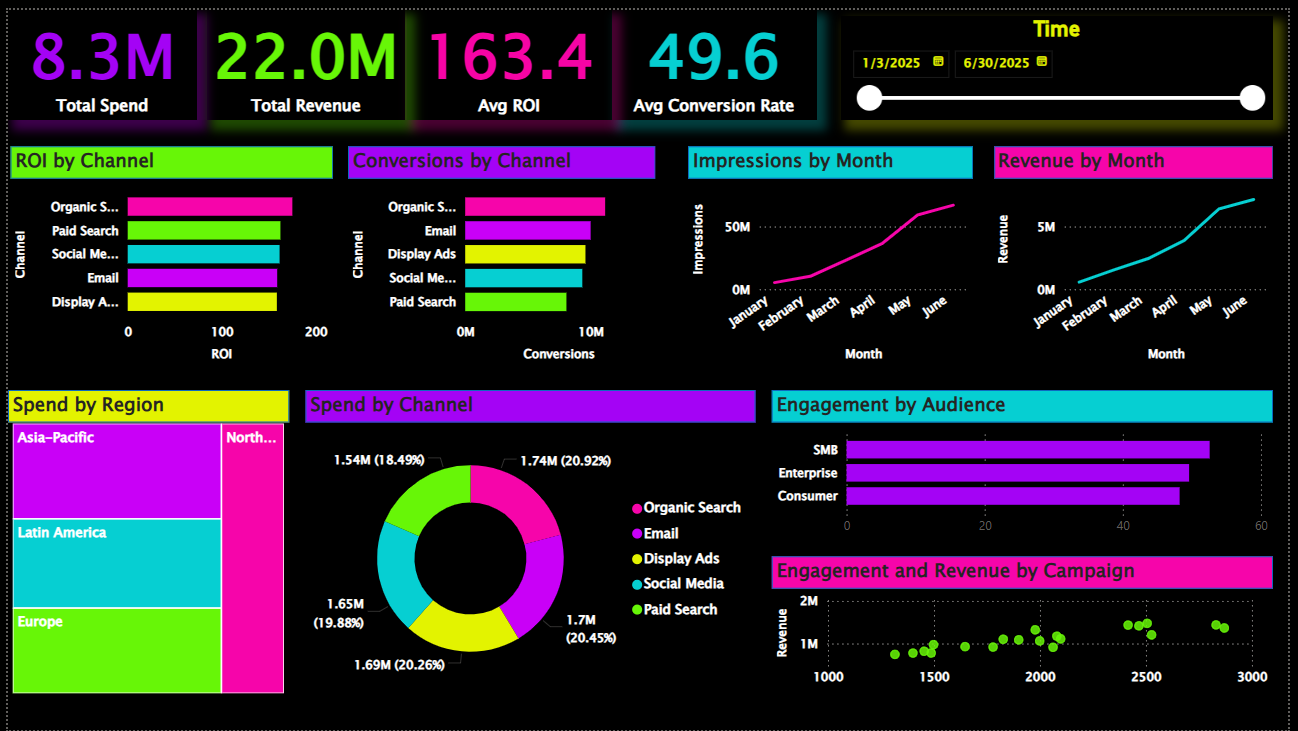 8.3M
Total Spend
22.0M
Total Revenue
163.4
Avg ROI
49.6
Avg Conversion Rate
Time
1/3/2025
6/30/2025
ROI by Channel
Channel
Organic S...
Paid Search
Social Me...
Email
Display A...
0
100
200
ROI
Conversions by Channel
Channel
Organic S...
Email
Display Ads
Social Me...
Paid Search
0M
10M
Conversions
Impressions by Month
Impressions
50M
0M
January
February
March
April
May
June
Month
Revenue by Month
Revenue
5M
0M
January
February
March
April
May
June
Month
Spend by Region
Asia-Pacific
North...
Latin America
Europe
Spend by Channel
1.54M (18.49%)
1.74M (20.92%)
1.65M
(19.88%)
1.7M
(20.45%)
1.69M (20.26%)
Organic Search
Email
Display Ads
Social Media
Paid Search
Engagement by Audience
SMB
Enterprise
Consumer
0
20
40
60
Engagement and Revenue by Campaign
Revenue
2M
1M
1000
1500
2000
2500
3000